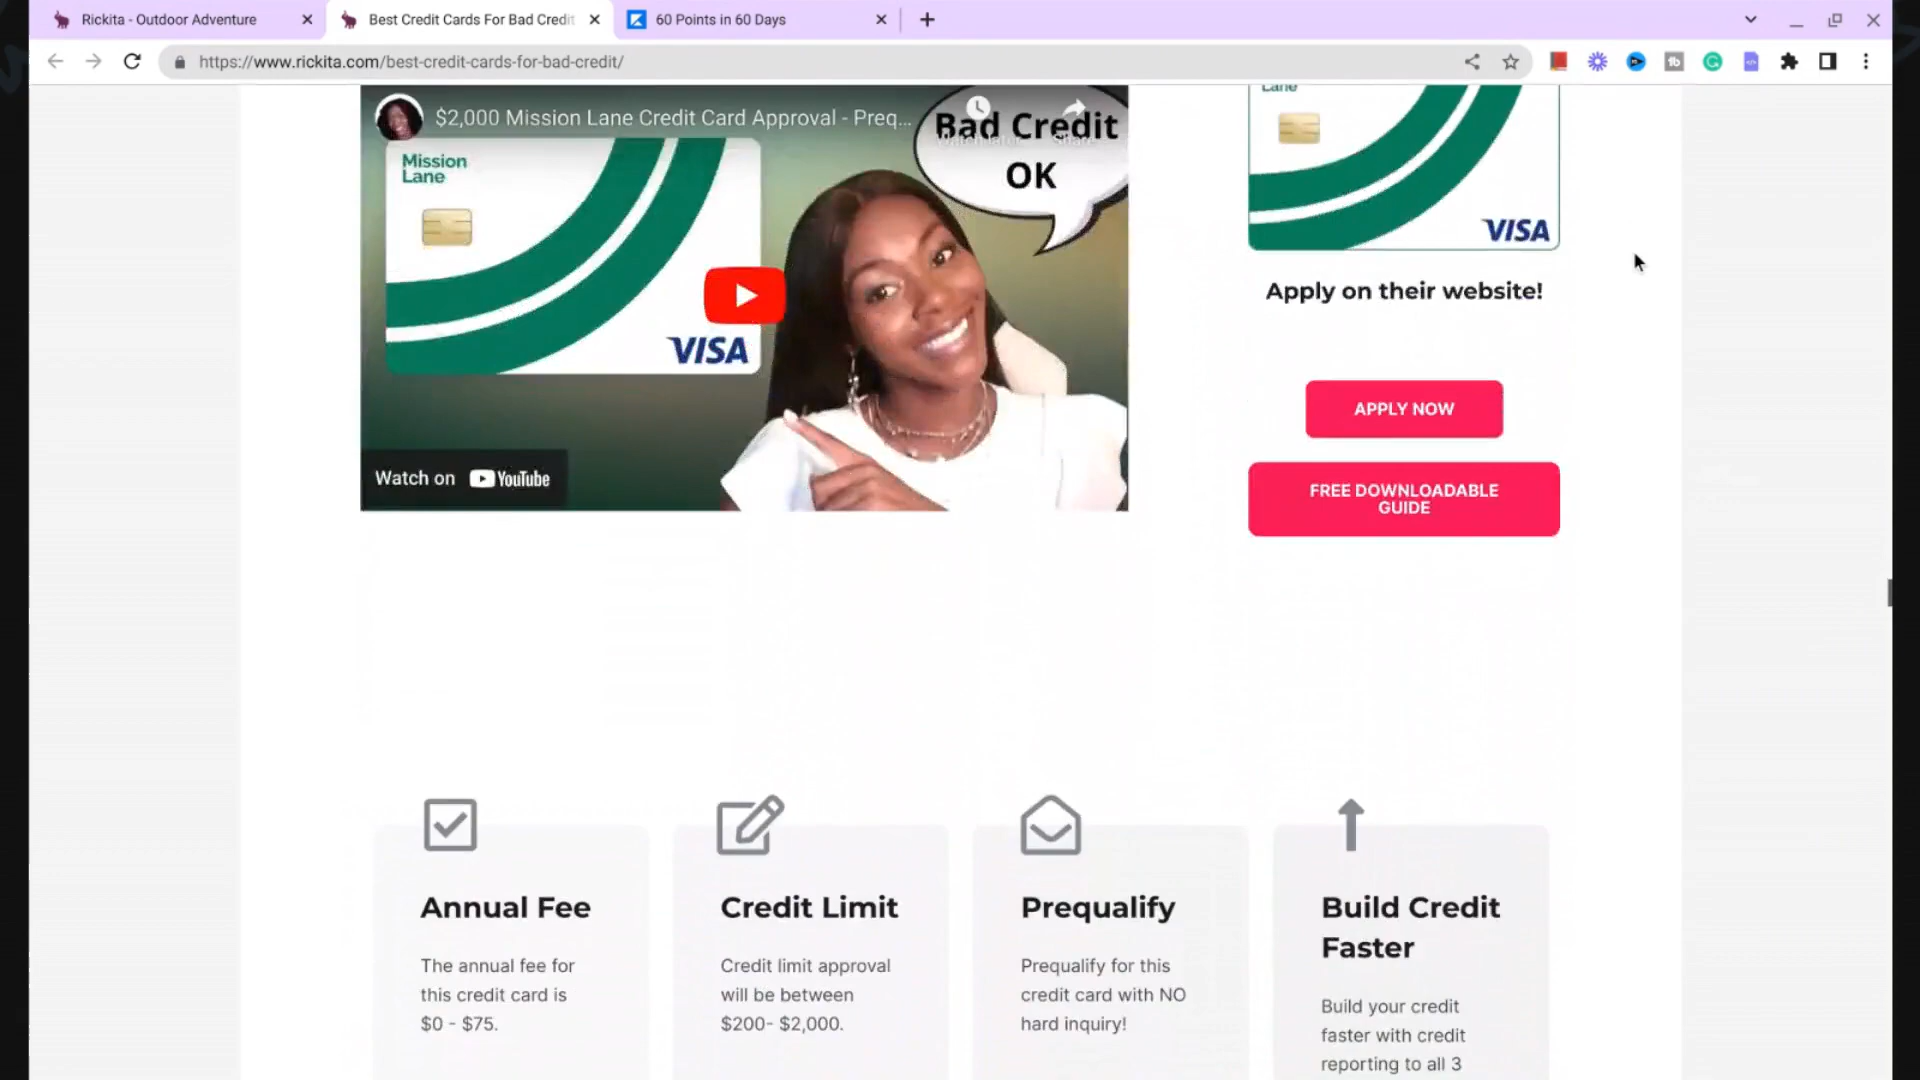 Rickita - Outdoor Adventure
Best Credit Cards For Bad Credit
60 Points in 60 Days
https://www.rickita.com/best-credit-cards-for-bad-credit/
$2,000 Mission Lane Credit Card Approval - Preq...
Watch later
Share
Bad Credit
OK
Mission
Lane
VISA
Watch on YouTube
Lane
VISA
Apply on their website!
APPLY NOW
FREE DOWNLOADABLE
GUIDE
Annual Fee
The annual fee for
this credit card is
$0 - $75.
Credit Limit
Credit limit approval
will be between
$200- $2,000.
Prequalify
Prequalify for this
credit card with NO
hard inquiry!
Build Credit
Faster
Build your credit
faster with credit
reporting to all 3